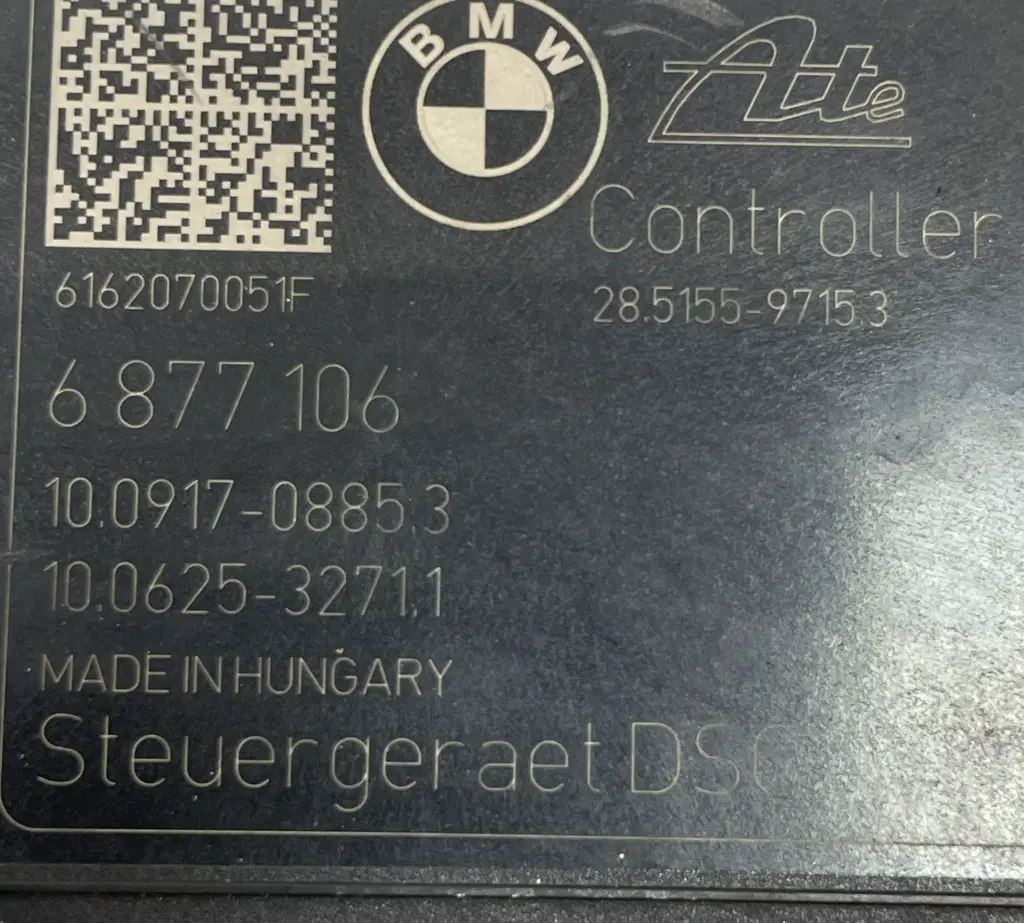 BMW
Ate
Controller
6162070051F
28.5155-9715.3
6 877 106
10.0917-0885.3
10.0625-3271.1
MADE IN HUNGARY
Steuergeraet DSC